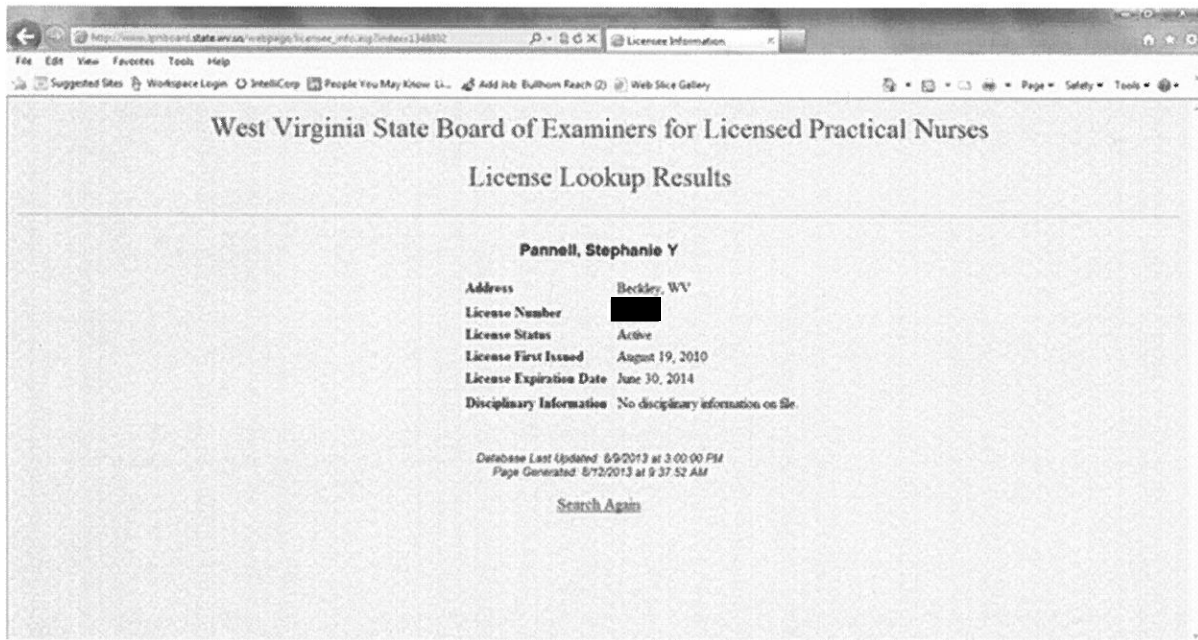 Licensee Information
File Edit View Favorites Tools Help
Suggested Sites Workspace Login IntelliCorp People You May Know Li... Add Job Bullhorn Reach (2) Web Slice Gallery Page Safety Tools
West Virginia State Board of Examiners for Licensed Practical Nurses
License Lookup Results
Pannell, Stephanie Y
Address Beckley, WV
License Number
License Status Active
License First Issued August 19, 2010
License Expiration Date June 30, 2014
Disciplinary Information No disciplinary information on file.
Database Last Updated: 8/9/2013 at 3:00:00 PM
Page Generated: 8/12/2013 at 9:37:52 AM
Search Again